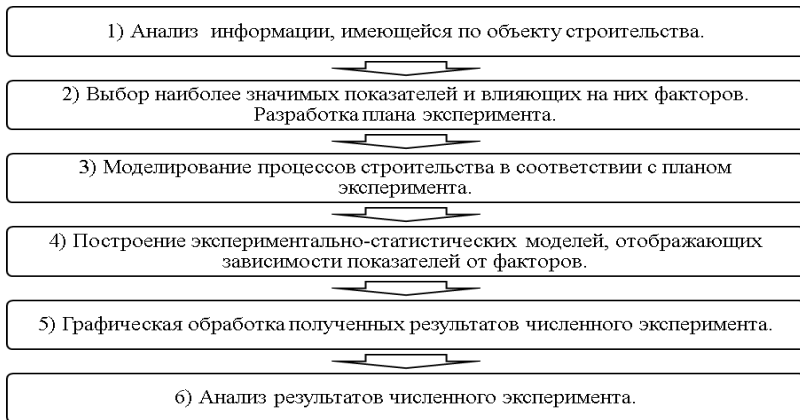 1) Анализ информации, имеющейся по объекту строительства.
2) Выбор наиболее значимых показателей и влияющих на них факторов.
Разработка плана эксперимента.
3) Моделирование процессов строительства в соответствии с планом
эксперимента.
4) Построение экспериментально-статистических моделей, отображающих
зависимости показателей от факторов.
5) Графическая обработка полученных результатов численного эксперимента.
6) Анализ результатов численного эксперимента.